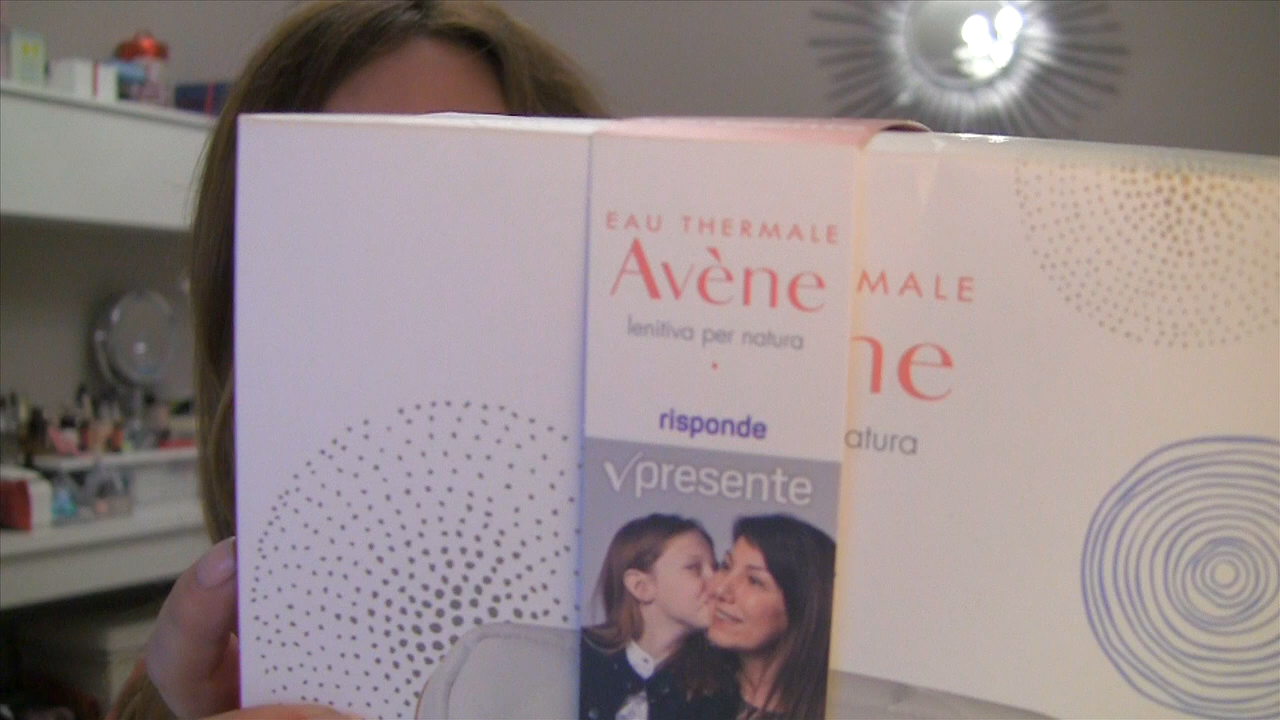 EAU THERMALE
Avène
lenitiva per natura
risponde
√presente
MALE
ne
atura